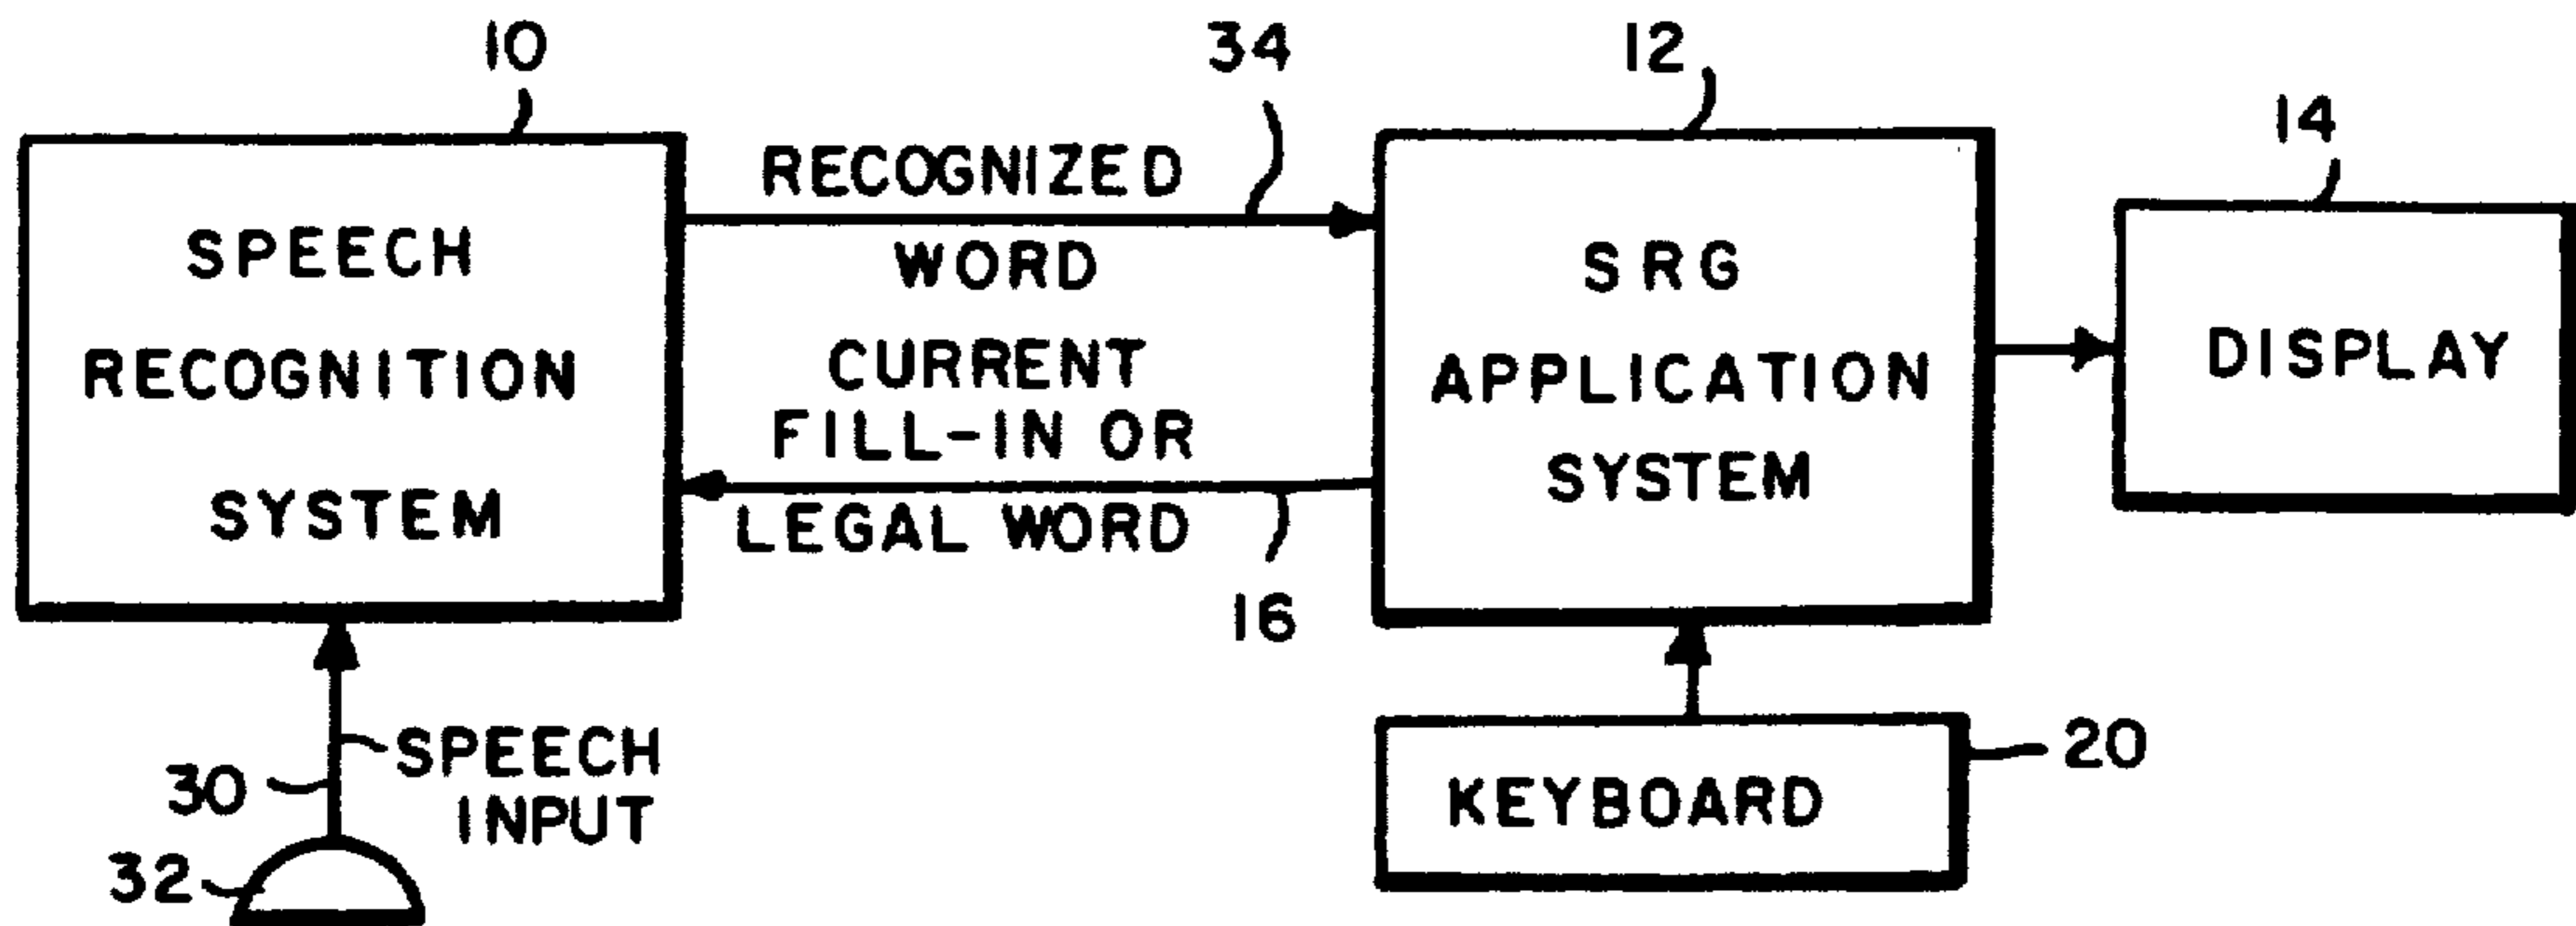 10
34
12
14
RECOGNIZED
WORD
SPEECH
RECOGNITION
SYSTEM
CURRENT
FILL-IN OR
LEGAL WORD
16
SRG
APPLICATION
SYSTEM
DISPLAY
SPEECH
INPUT
30
32
KEYBOARD
20